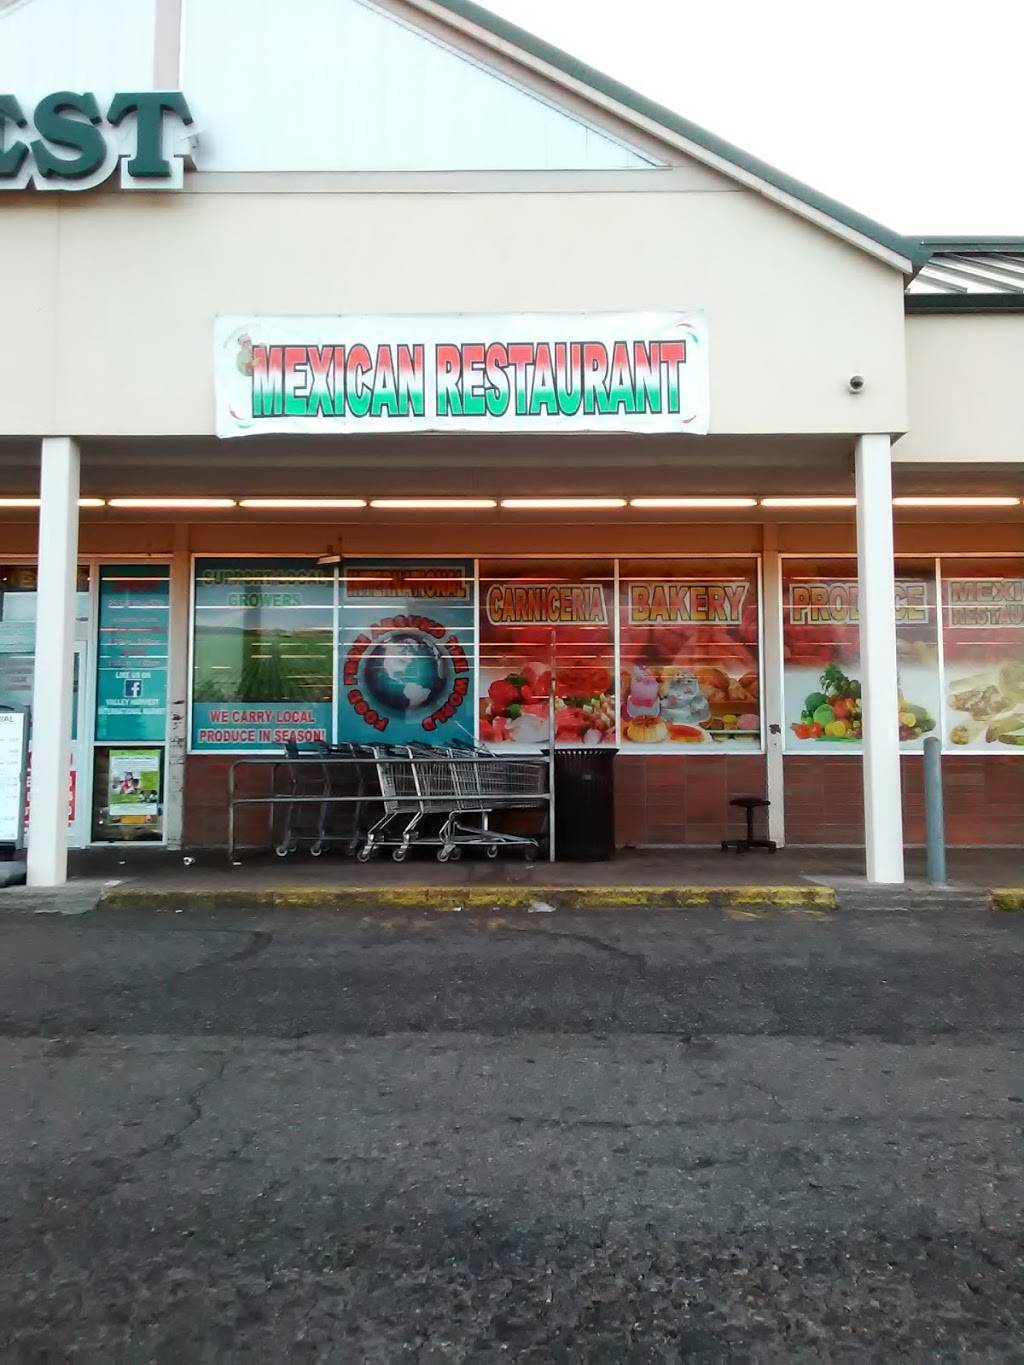 EST
MEXICAN RESTAURANT
SUPPORT LOCAL
GROWERS
WE CARRY LOCAL
PRODUCE IN SEASON!
INTERNATIONAL
FOOD FROM AROUND THE WORLD
CARNICERIA
BAKERY
PRODUCE
MEXI
RESTAU
LIKE US ON
f
VALLEY HARVEST
INTERNATIONAL MARKET